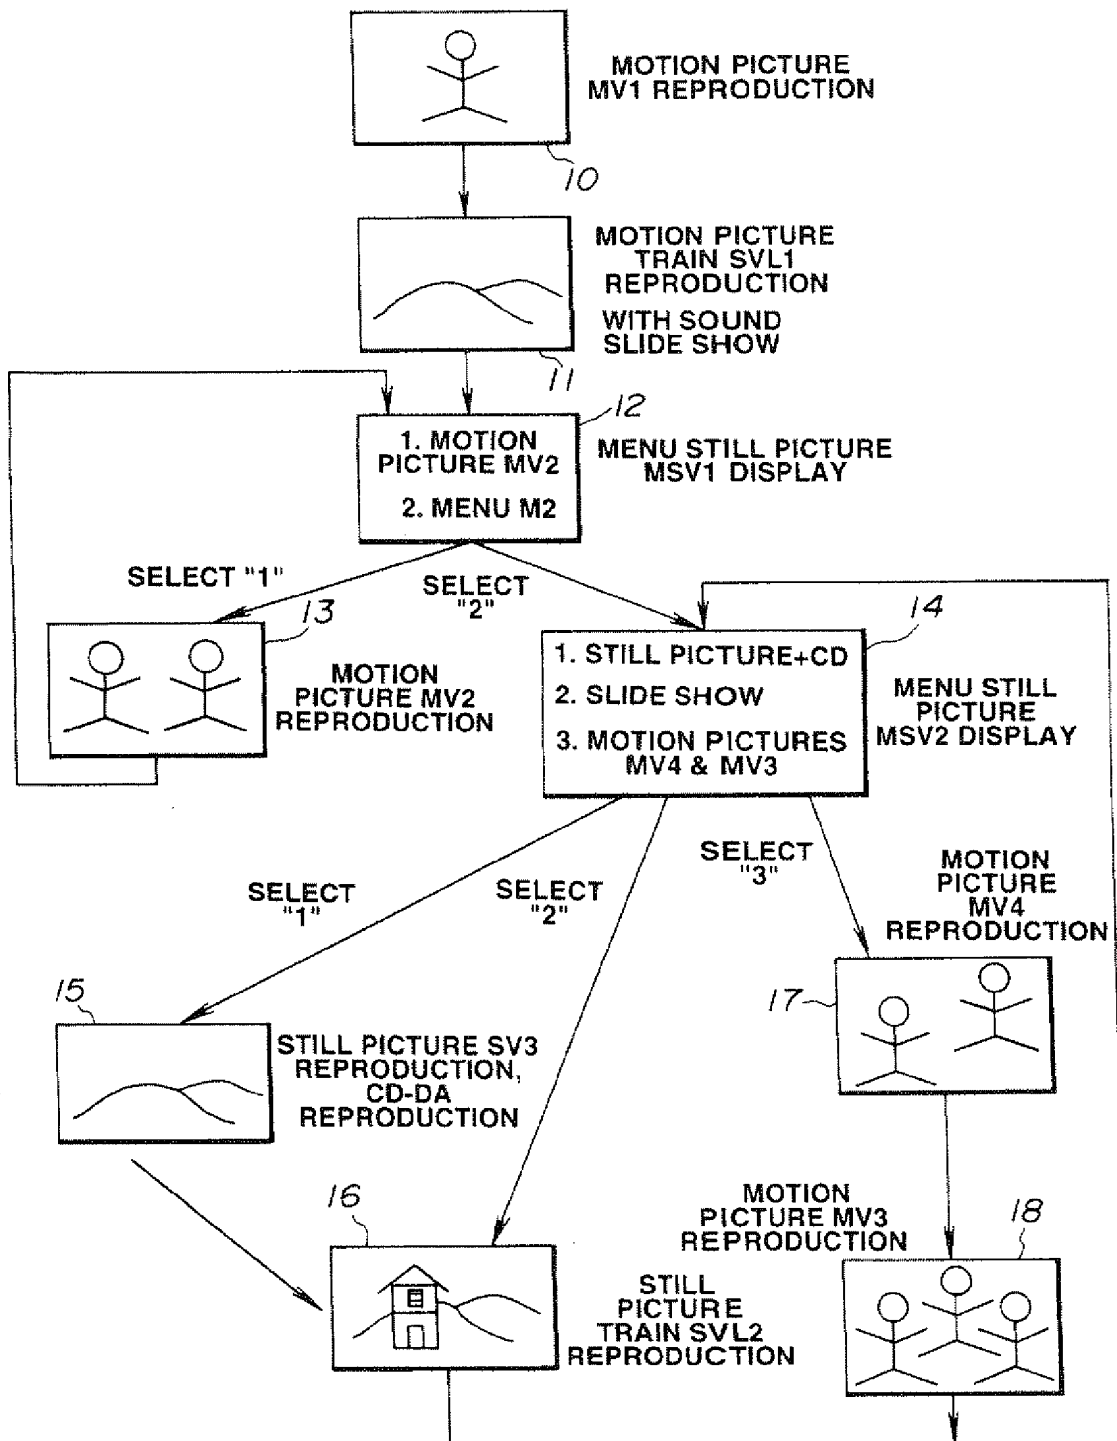 MOTION PICTURE
MV1 REPRODUCTION
10
MOTION PICTURE
TRAIN SVL1
REPRODUCTION
WITH SOUND
SLIDE SHOW
11
12
1. MOTION
PICTURE MV2
2. MENU M2
MENU STILL PICTURE
MSV1 DISPLAY
SELECT "1"
SELECT
"2"
13
MOTION
PICTURE MV2
REPRODUCTION
14
1. STILL PICTURE+CD
2. SLIDE SHOW
3. MOTION PICTURES
MV4 & MV3
MENU STILL
PICTURE
MSV2 DISPLAY
SELECT
"1"
SELECT
"2"
SELECT
"3"
MOTION
PICTURE
MV4
REPRODUCTION
15
STILL PICTURE SV3
REPRODUCTION,
CD-DA
REPRODUCTION
17
16
STILL
PICTURE
TRAIN SVL2
REPRODUCTION
MOTION
PICTURE MV3
REPRODUCTION
18